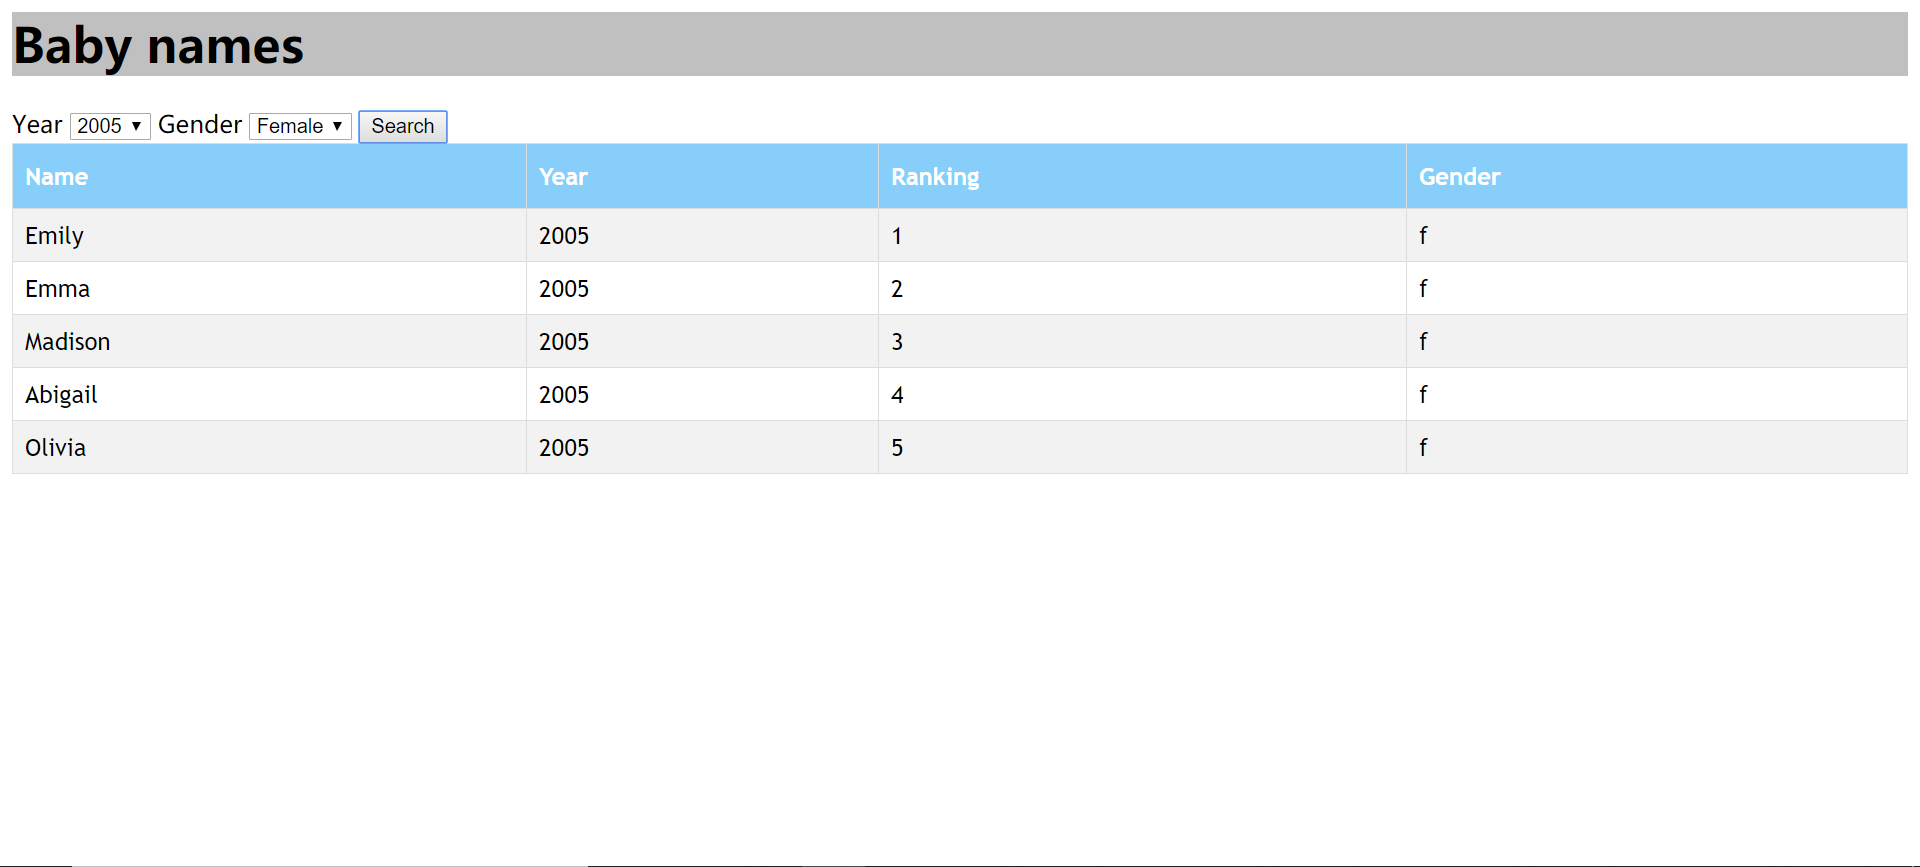 Baby names
Year 2005 Gender Female Search
Name Year Ranking Gender
Emily 2005 1 f
Emma 2005 2 f
Madison 2005 3 f
Abigail 2005 4 f
Olivia 2005 5 f